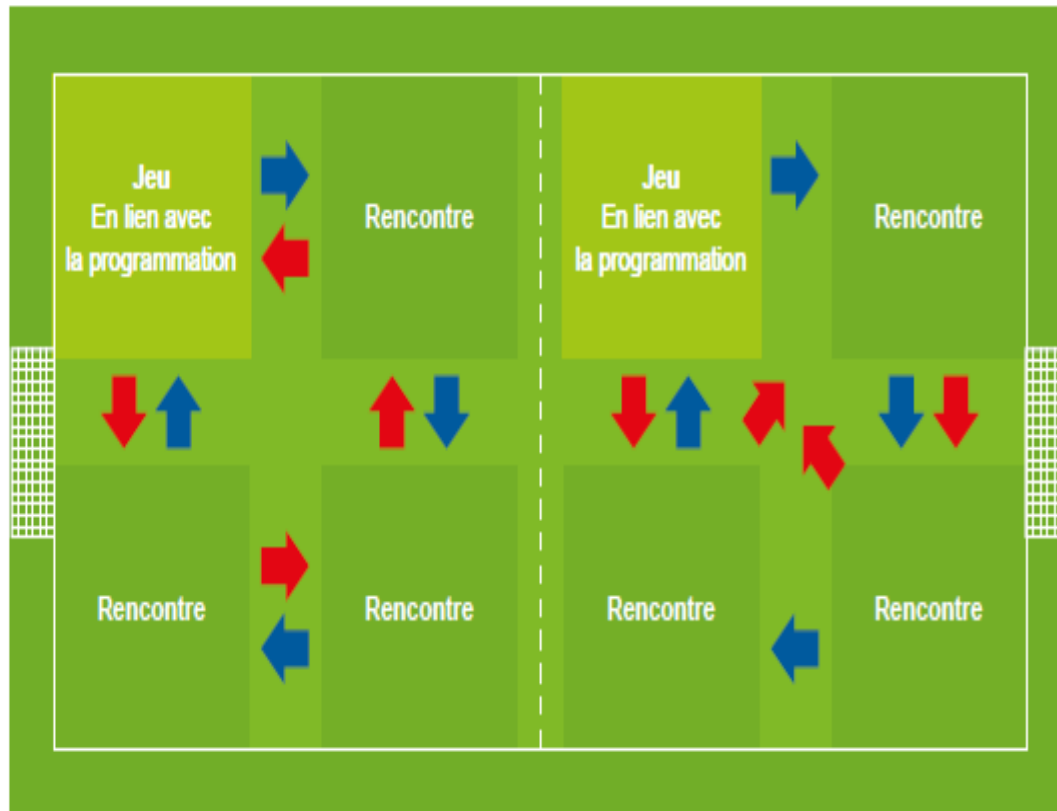 Jeu
En lien avec
la programmation
Rencontre
Jeu
En lien avec
la programmation
Rencontre
Rencontre
Rencontre
Rencontre
Rencontre